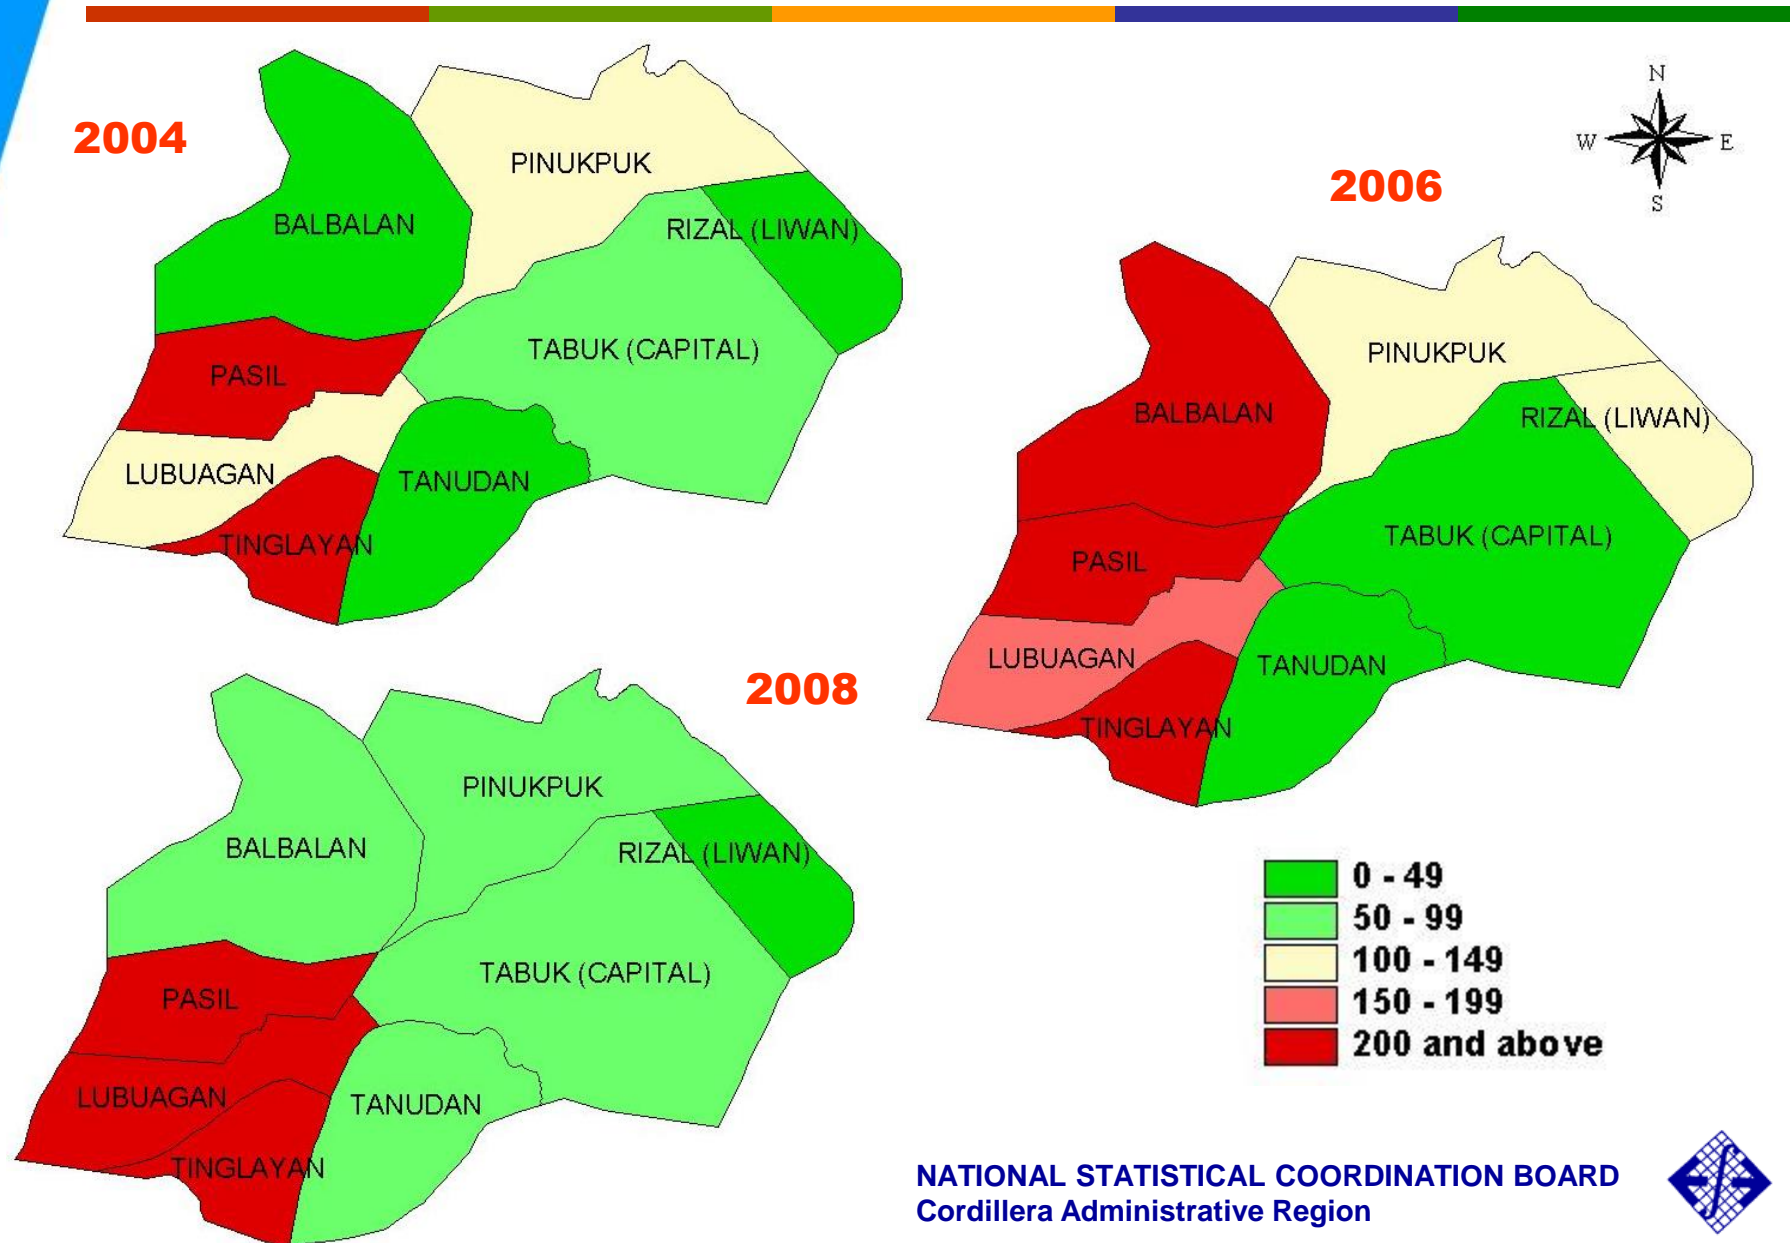 2004
BALBALAN
PINUKPUK
RIZAL (LIWAN)
TABUK (CAPITAL)
PASIL
LUBUAGAN
TANUDAN
TINGLAYAN
N
W E
S
2006
BALBALAN
PINUKPUK
RIZAL (LIWAN)
TABUK (CAPITAL)
PASIL
LUBUAGAN
TANUDAN
TINGLAYAN
2008
BALBALAN
PINUKPUK
RIZAL (LIWAN)
TABUK (CAPITAL)
PASIL
LUBUAGAN
TANUDAN
TINGLAYAN
0 - 49
50 - 99
100 - 149
150 - 199
200 and above
NATIONAL STATISTICAL COORDINATION BOARD
Cordillera Administrative Region